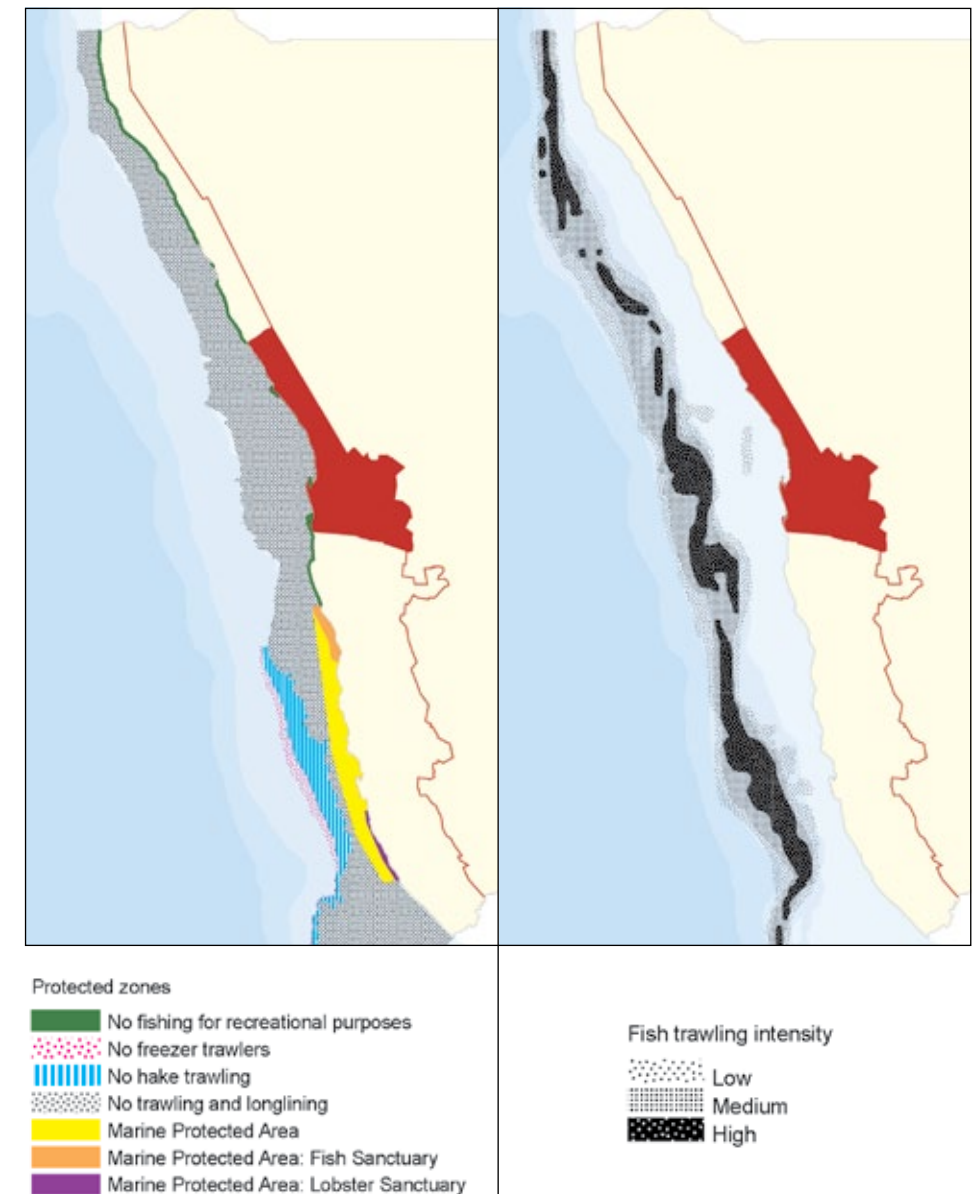 Protected zones
No fishing for recreational purposes
No freezer trawlers
No hake trawling
No trawling and longlining
Marine Protected Area
Marine Protected Area: Fish Sanctuary
Marine Protected Area: Lobster Sanctuary
Fish trawling intensity
Low
Medium
High